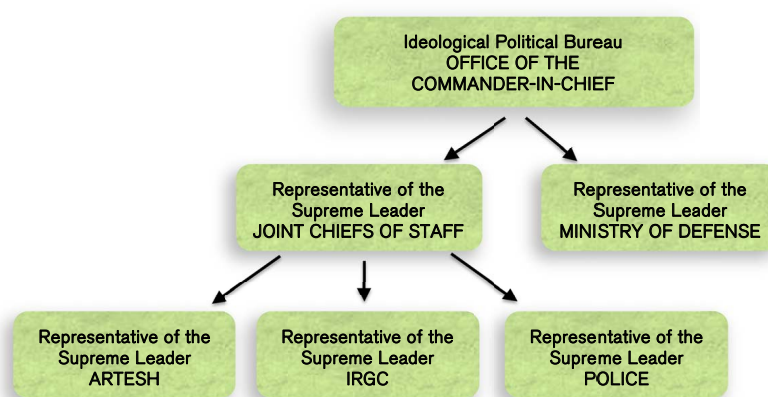 Ideological Political Bureau
OFFICE OF THE
COMMANDER-IN-CHIEF
Representative of the
Supreme Leader
JOINT CHIEFS OF STAFF
Representative of the
Supreme Leader
MINISTRY OF DEFENSE
Representative of the
Supreme Leader
ARTESH
Representative of the
Supreme Leader
IRGC
Representative of the
Supreme Leader
POLICE